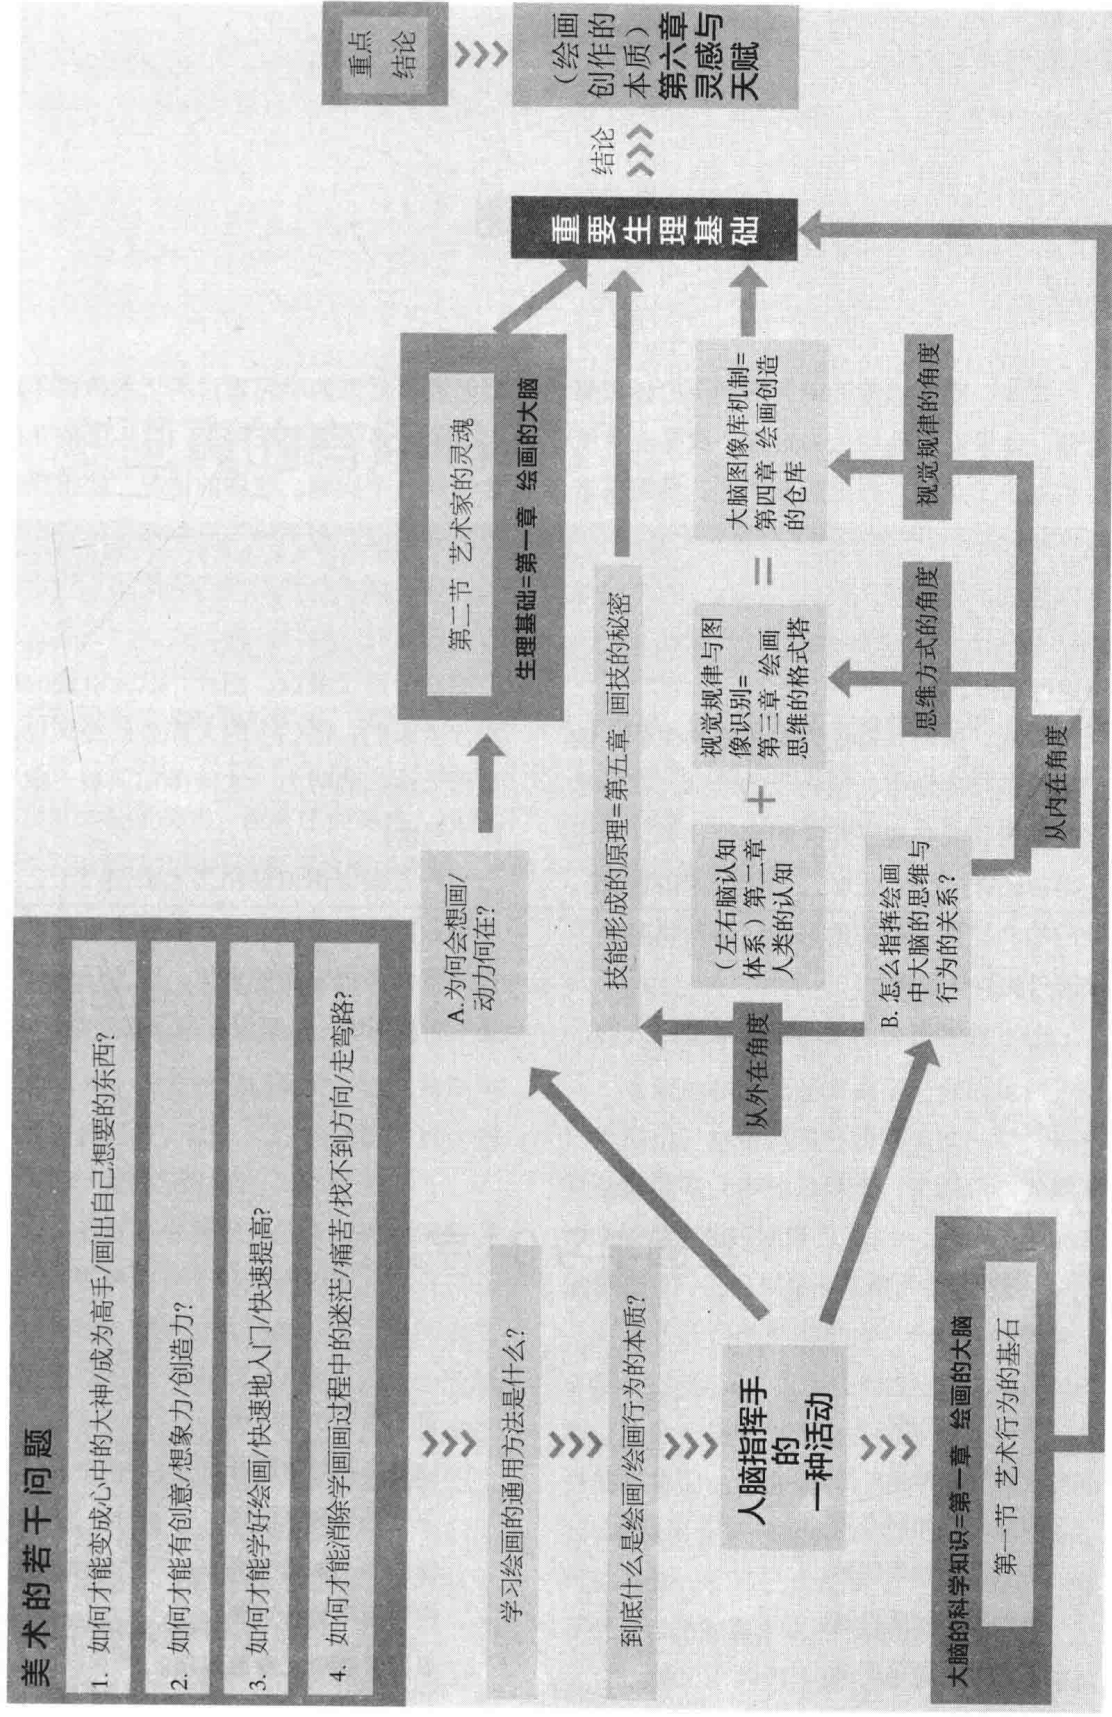 美术的若干问题
1. 如何才能变成心中的大神/成为高手/画出自己想要的东西?
2. 如何才能有创意/想象力/创造力?
3. 如何才能学好绘画/快速地入门/快速提高?
4. 如何才能消除学画画过程中的迷茫/痛苦/找不到方向/走弯路?
学习绘画的通用方法是什么?
到底什么是绘画/绘画行为的本质?
人脑指挥手
的
一种活动
大脑的科学知识=第一章 绘画的大脑
第一节 艺术行为的基石
A.为何会想画/
动力何在?
第二节 艺术家的灵魂
生理基础=第一章 绘画的大脑
从外在角度
技能形成的原理=第五章 画技的秘密
B. 怎么指挥绘画
中大脑的思维与
行为的关系?
从内在角度
（左右脑认知
体系）第二章
人类的认知
+
视觉规律与图
像识别=
第三章 绘画
思维的格式塔
=
大脑图像库机制=
第四章 绘画创造
的仓库
思维方式的角度
视觉规律的角度
重要生理基础
结论
重点
结论
（绘画
创作的
本质）
第六章
灵感与
天赋